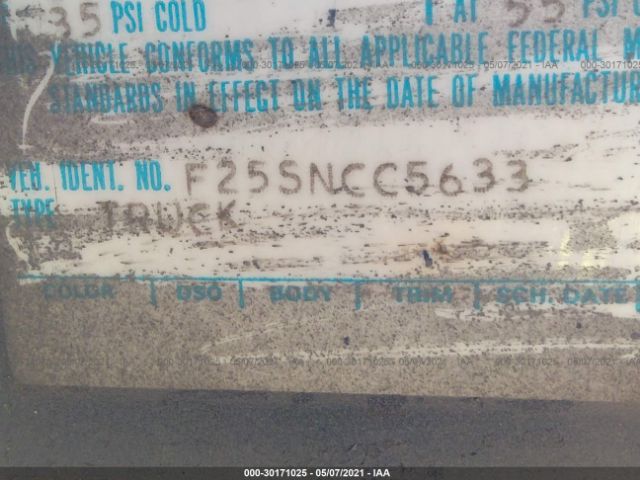 35 PSI COLD AT 55 PSI
VEHICLE CONFORMS TO ALL APPLICABLE FEDERAL M
STANDARDS IN EFFECT ON THE DATE OF MANUFACTUR
VEH. IDENT. NO. F25SNCC5633
TYPE TRUCK
COLOR | DSO | BODY | TRIM | SCH. DATE
000-30171025 - 05/07/2021 - IAA